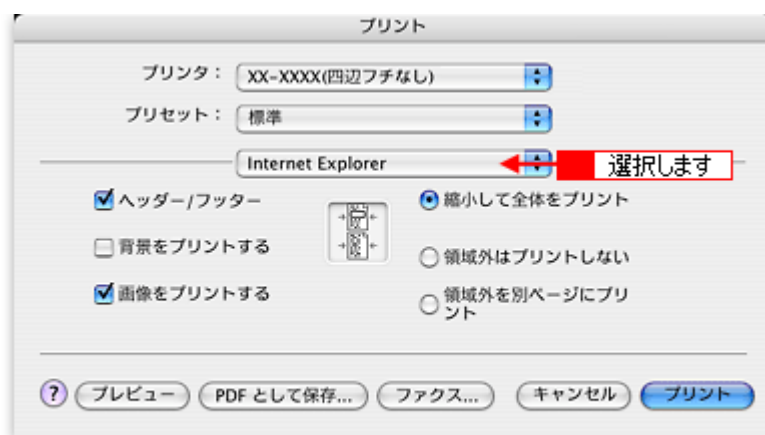 プリント
プリンタ： XX-XXXX(四辺フチなし)
プリセット： 標準
Internet Explorer
選択します
ヘッダー/フッター
縮小して全体をプリント
背景をプリントする
領域外はプリントしない
画像をプリントする
領域外を別ページにプリ
ント
? プレビュー PDF として保存... ファクス... キャンセル プリント